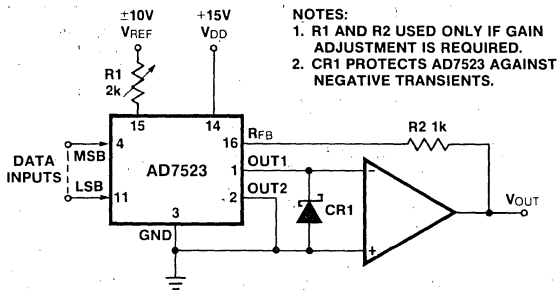 ±10V
VREF
+15V
VDD
NOTES:
1. R1 AND R2 USED ONLY IF GAIN
ADJUSTMENT IS REQUIRED.
2. CR1 PROTECTS AD7523 AGAINST
NEGATIVE TRANSIENTS.
R1
2k
15
14
RFB
R2 1k
DATA
INPUTS
MSB
4
16
OUT1
1
AD7523
OUT2
2
LSB
11
3
GND
CR1
−
+
VOUT